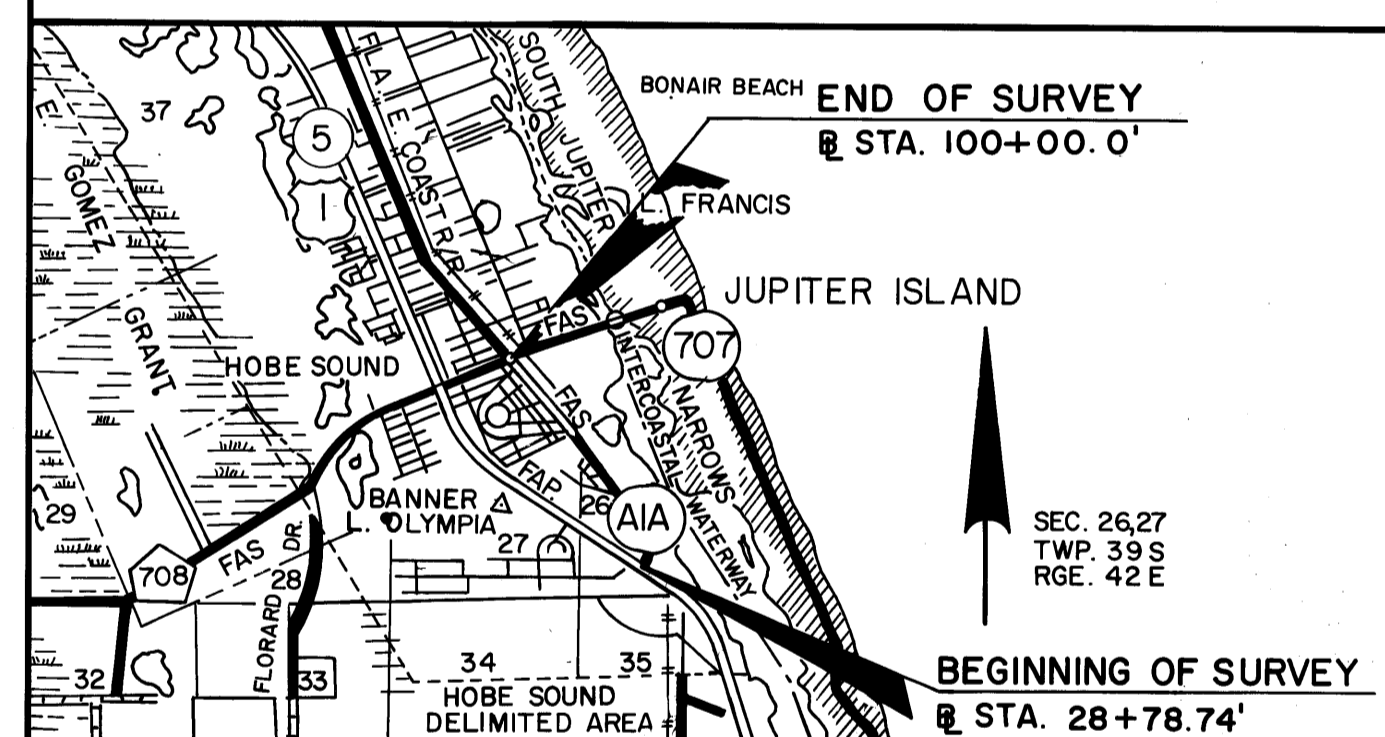 BONAIR BEACH
END OF SURVEY
BL STA. 100+00.0'
37
5
1
FLA. E. COAST R/R
SOUTH JUPITER
L. FRANCIS
E. GOMEZ GRANT
JUPITER ISLAND
FAS
707
HOBE SOUND
NARROWS
INTERCOASTAL WATERWAY
FAS
FAP.
29
BANNER
L. OLYMPIA
26
A1A
27
SEC. 26,27
TWP. 39 S
RGE. 42 E
708
FAS
28
FLORARD DR.
32
33
34
35
HOBE SOUND
DELIMITED AREA
BEGINNING OF SURVEY
BL STA. 28+78.74'